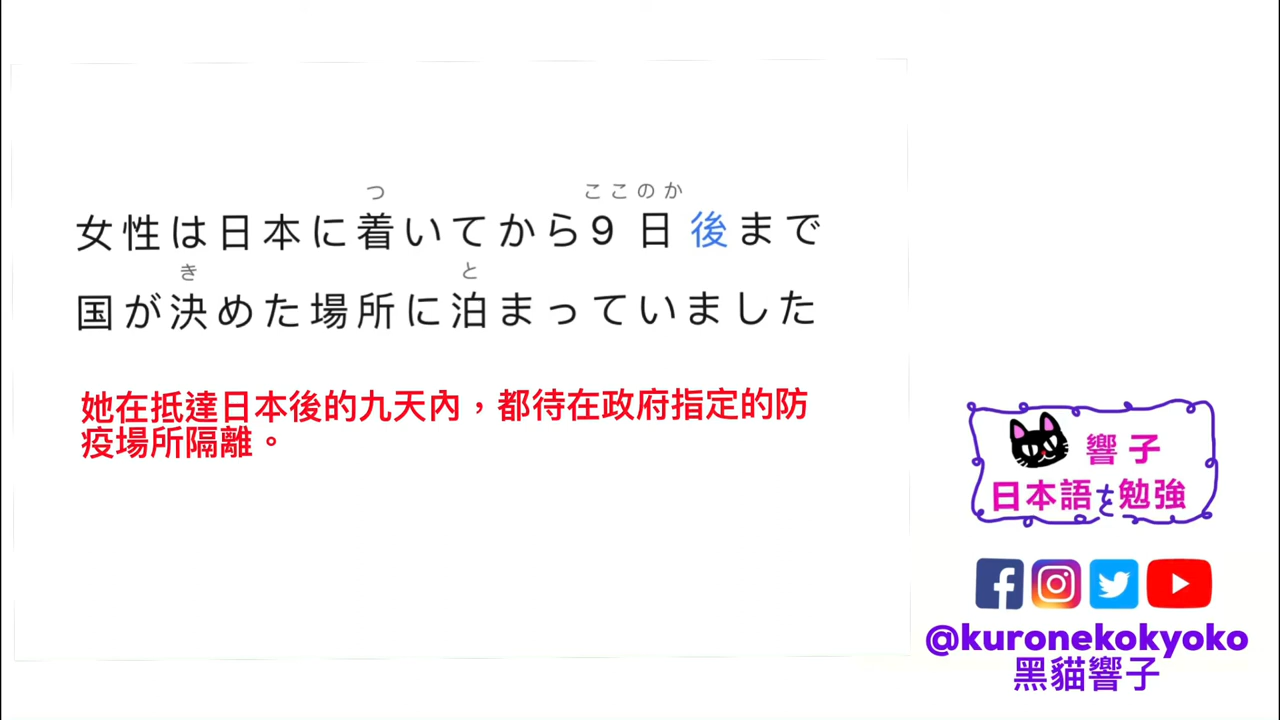 つ ここのか
女性は日本に着いてから9日後まで
き と
国が決めた場所に泊まっていました
她在抵達日本後的九天內，都待在政府指定的防
疫場所隔離。
響子
日本語を勉強
@kuronekokyoko
黑貓響子